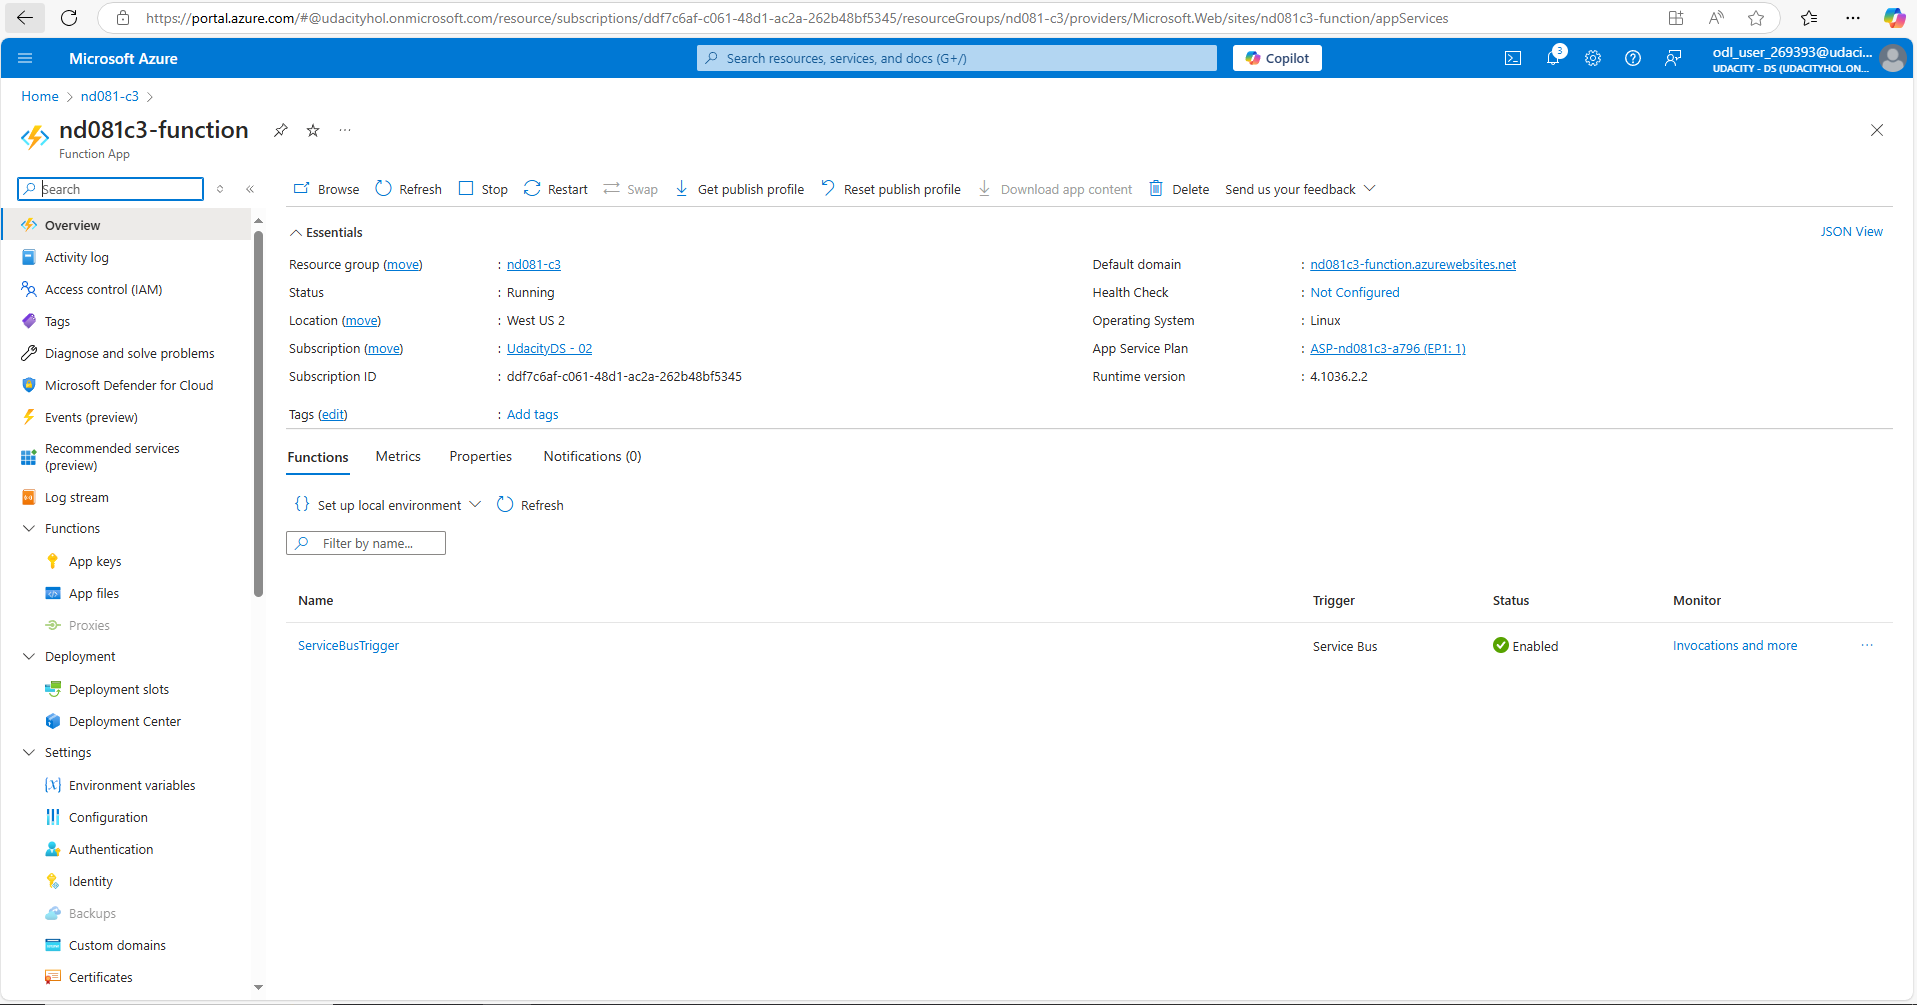 https://portal.azure.com/#@udacityhol.onmicrosoft.com/resource/subscriptions/ddf7c6af-c061-48d1-ac2a-262b48bf5345/resourceGroups/nd081-c3/providers/Microsoft.Web/sites/nd081c3-function/appServices
Microsoft Azure
Search resources, services, and docs (G+/)
Copilot
3
odl_user_269393@udaci...
UDACITY - DS (UDACITYHOL.ON...
Home > nd081-c3 >
nd081c3-function
Function App
Search
Browse Refresh Stop Restart Swap Get publish profile Reset publish profile Download app content Delete Send us your feedback
Overview
Activity log
Access control (IAM)
Tags
Diagnose and solve problems
Microsoft Defender for Cloud
Events (preview)
Recommended services
(preview)
Log stream
Functions
App keys
App files
Proxies
Deployment
Deployment slots
Deployment Center
Settings
Environment variables
Configuration
Authentication
Identity
Backups
Custom domains
Certificates
Essentials
JSON View
Resource group (move) : nd081-c3
Status : Running
Location (move) : West US 2
Subscription (move) : UdacityDS - 02
Subscription ID : ddf7c6af-c061-48d1-ac2a-262b48bf5345
Tags (edit) : Add tags
Default domain : nd081c3-function.azurewebsites.net
Health Check : Not Configured
Operating System : Linux
App Service Plan : ASP-nd081c3-a796 (EP1: 1)
Runtime version : 4.1036.2.2
Functions Metrics Properties Notifications (0)
Set up local environment Refresh
Filter by name...
Name Trigger Status Monitor
ServiceBusTrigger Service Bus Enabled Invocations and more